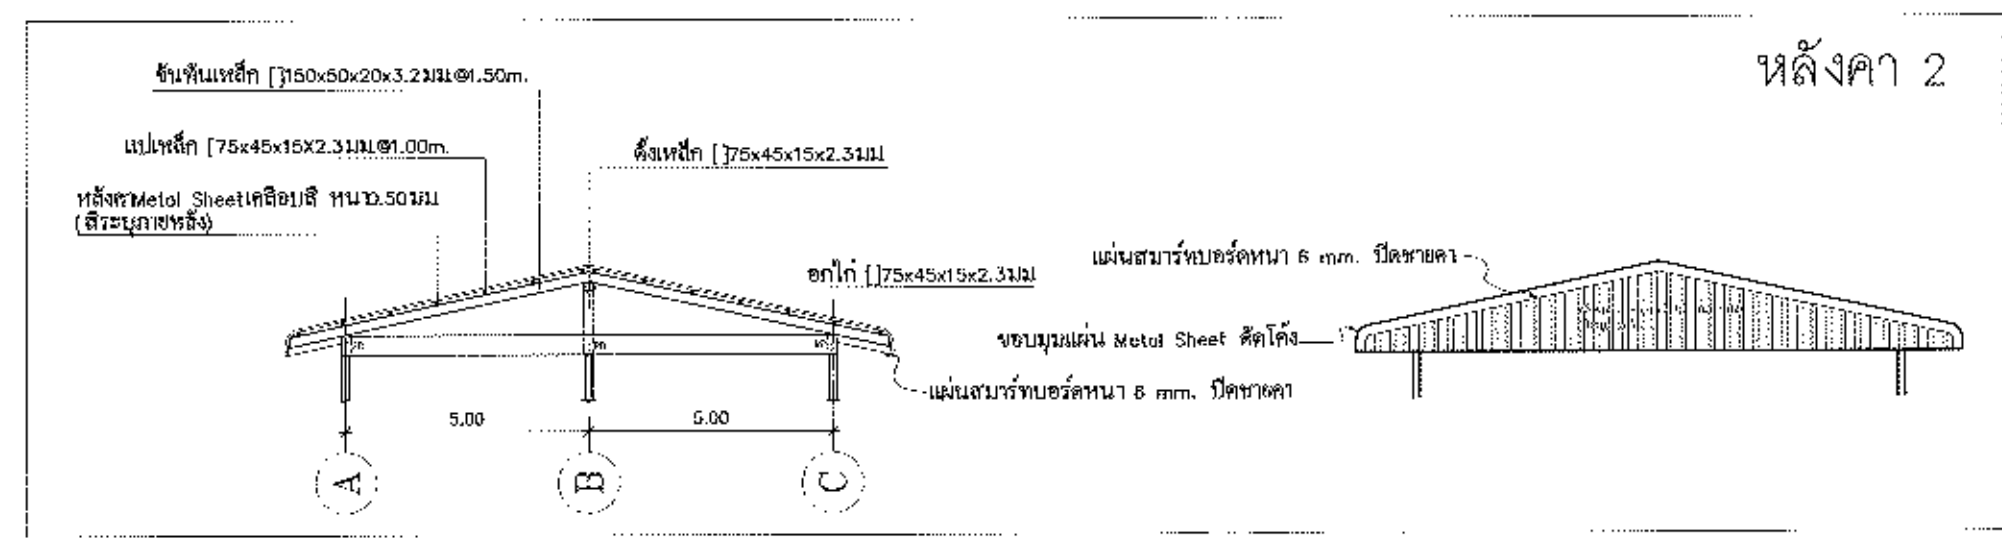 หลังคา 2
จันทันเหล็ก []150x50x20x3.2มม@1.50m.
แปเหล็ก [75x45x15X2.3มม@1.00m.
ดั้งเหล็ก []75x45x15x2.3มม
หลังคาMetal Sheetเคลือบสี หนา0.50มม
(สีระบุภายหลัง)
อกไก่ []75x45x15x2.3มม
แผ่นสมาร์ทบอร์ดหนา 6 mm. ปิดชายคา
ขอบมุมแผ่น Metal Sheet ดัดโค้ง
แผ่นสมาร์ทบอร์ดหนา 6 mm. ปิดชายคา
5.00
5.00
A
B
C